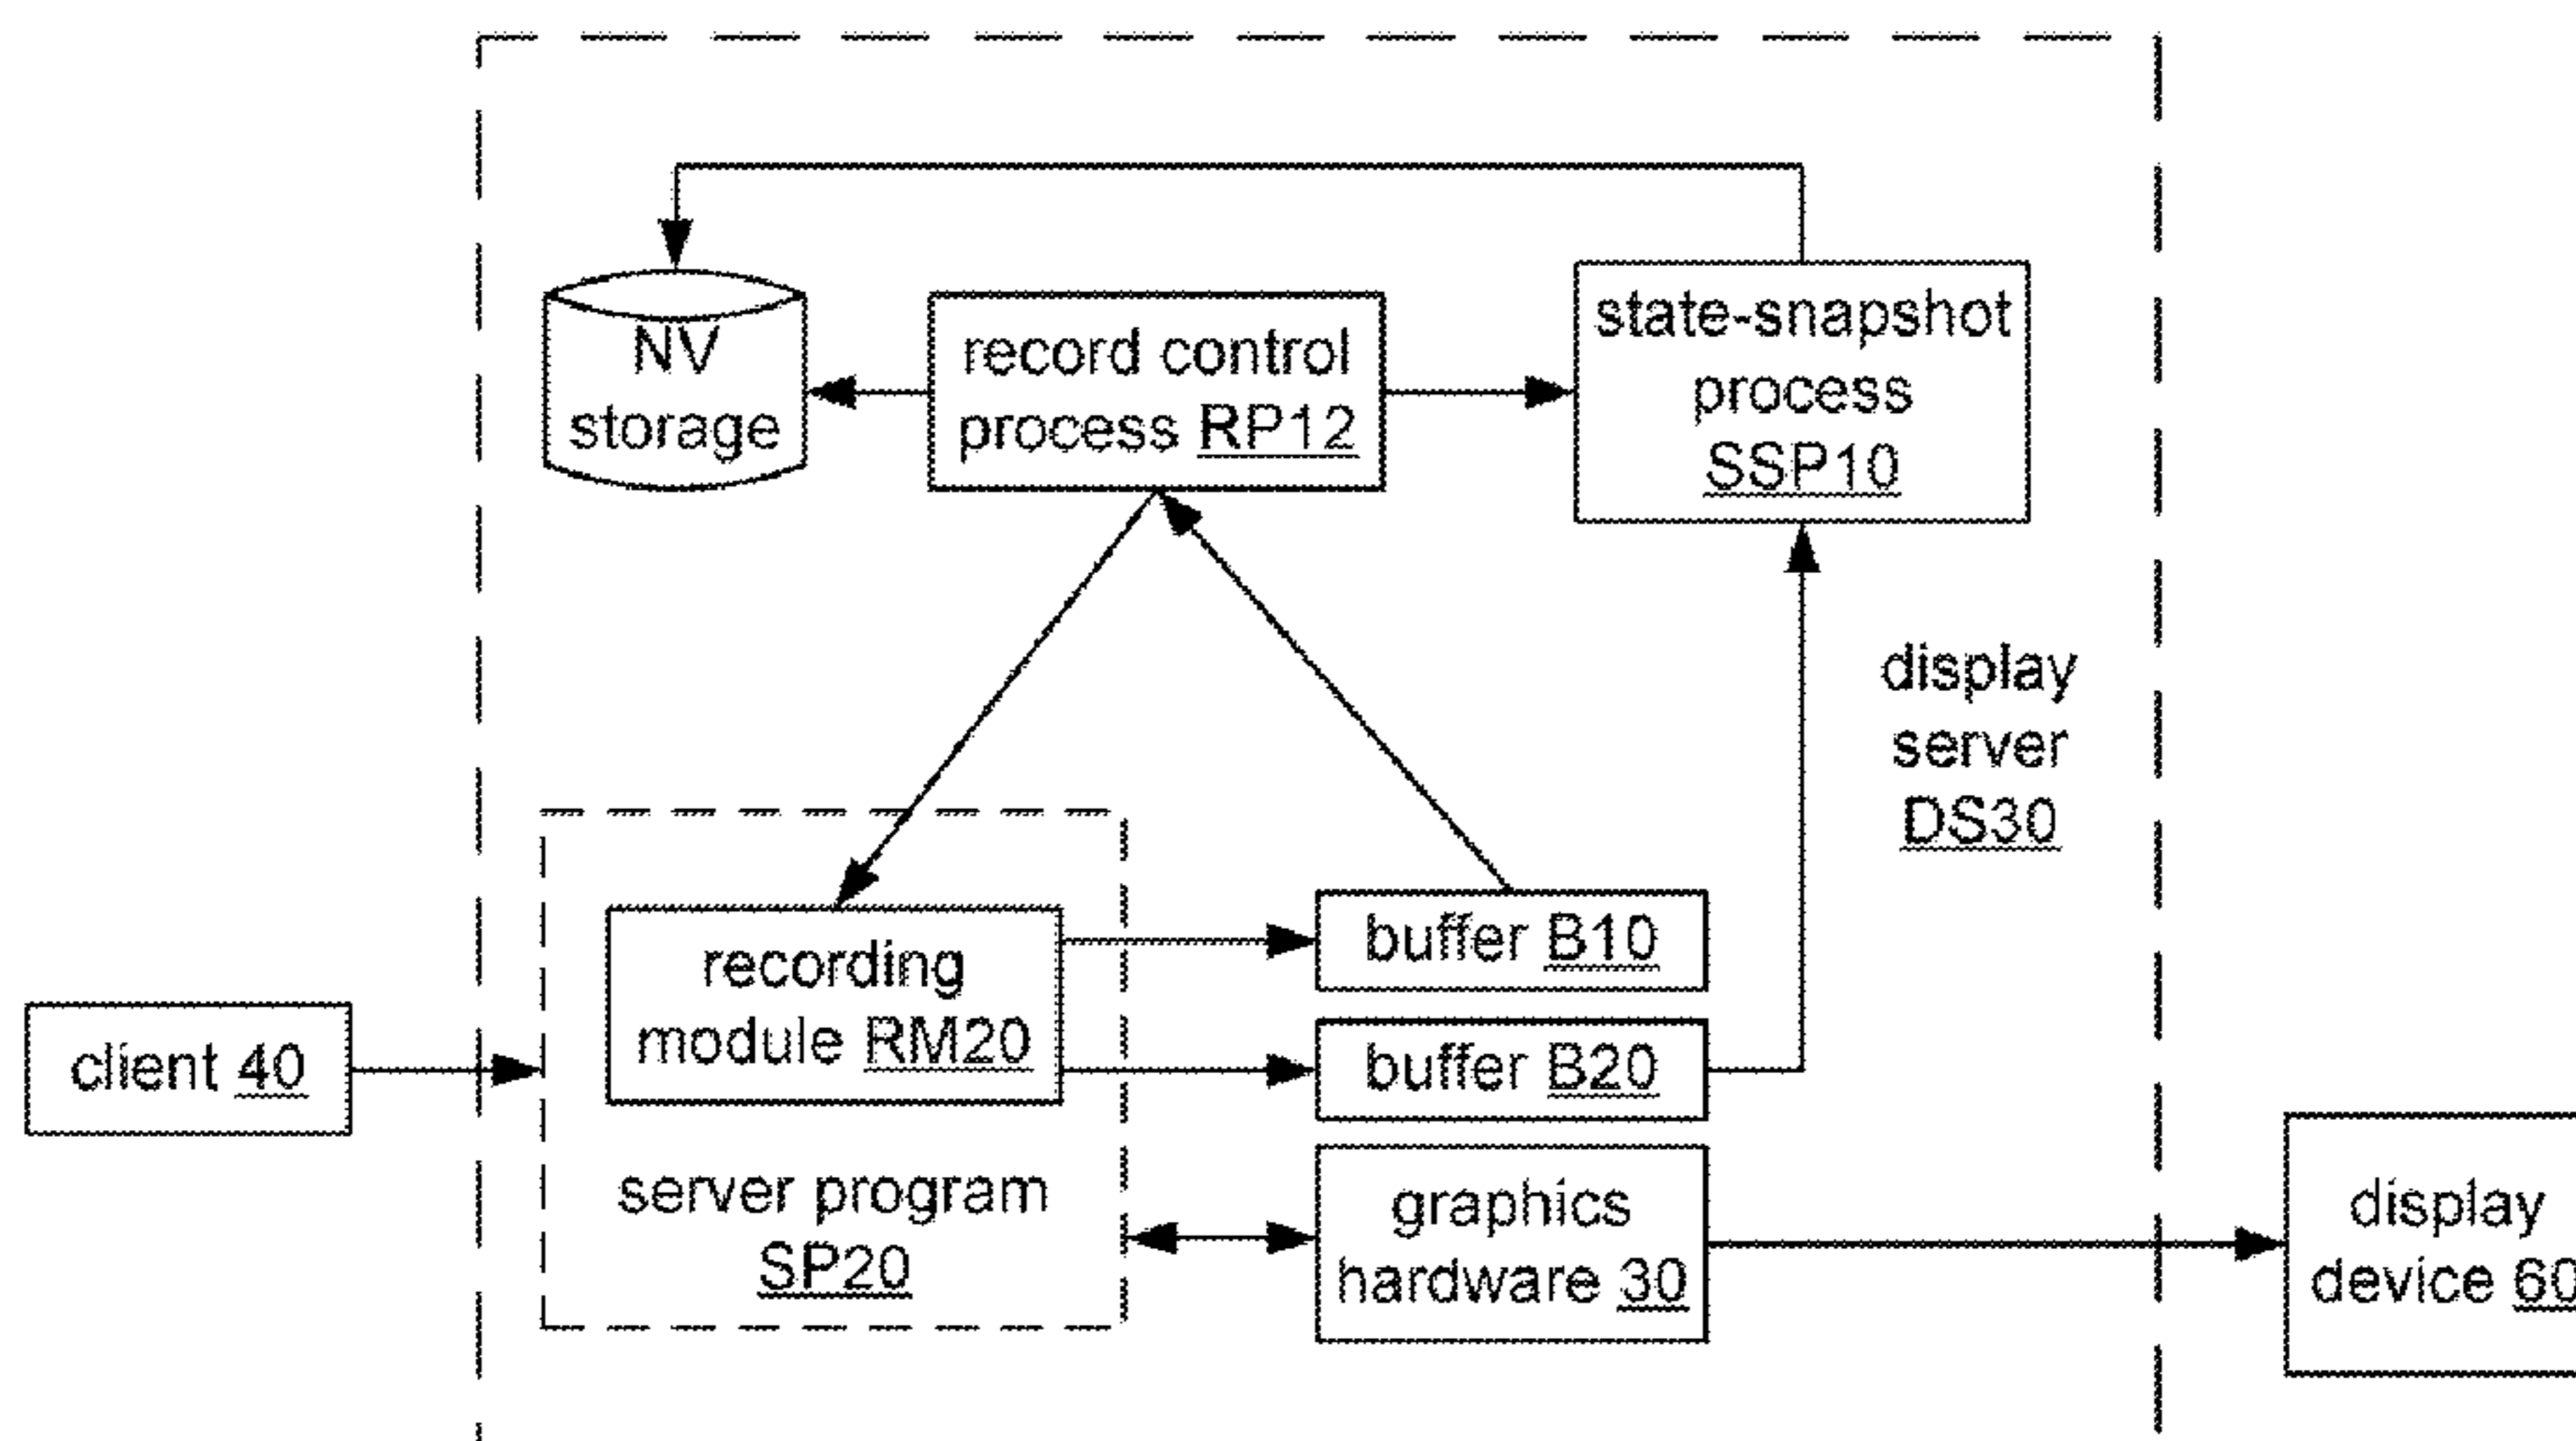 NV
storage
record control
process RP12
state-snapshot
process
SSP10
display
server
DS30
recording
module RM20
buffer B10
buffer B20
client 40
server program
SP20
graphics
hardware 30
display
device 60